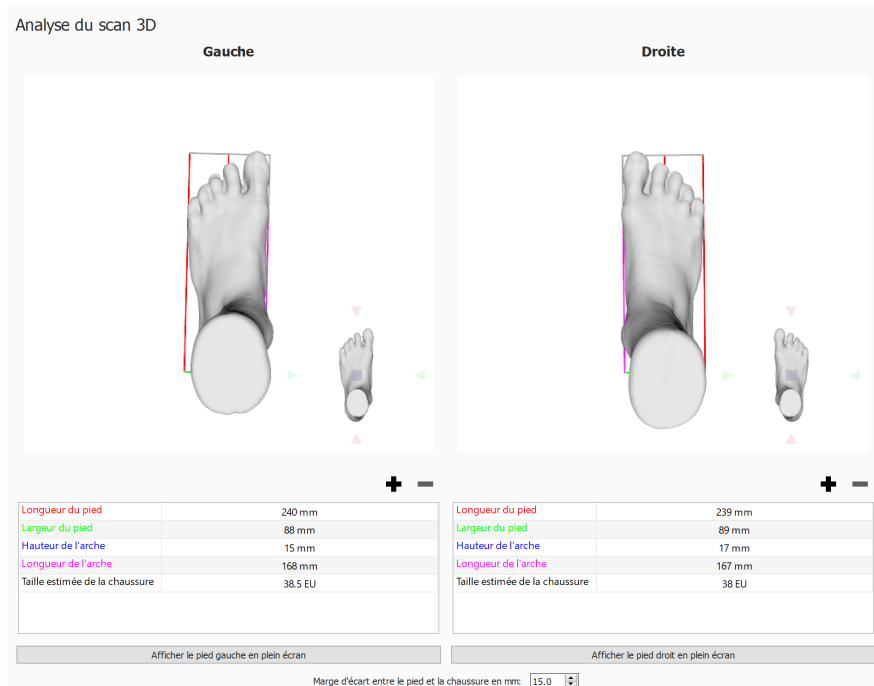 Analyse du scan 3D
Gauche
Droite
Longueur du pied 240 mm
Largeur du pied 88 mm
Hauteur de l'arche 15 mm
Longueur de l'arche 168 mm
Taille estimée de la chaussure 38.5 EU
Longueur du pied 239 mm
Largeur du pied 89 mm
Hauteur de l'arche 17 mm
Longueur de l'arche 167 mm
Taille estimée de la chaussure 38 EU
Afficher le pied gauche en plein écran
Afficher le pied droit en plein écran
Marge d'écart entre le pied et la chaussure en mm: 15.0